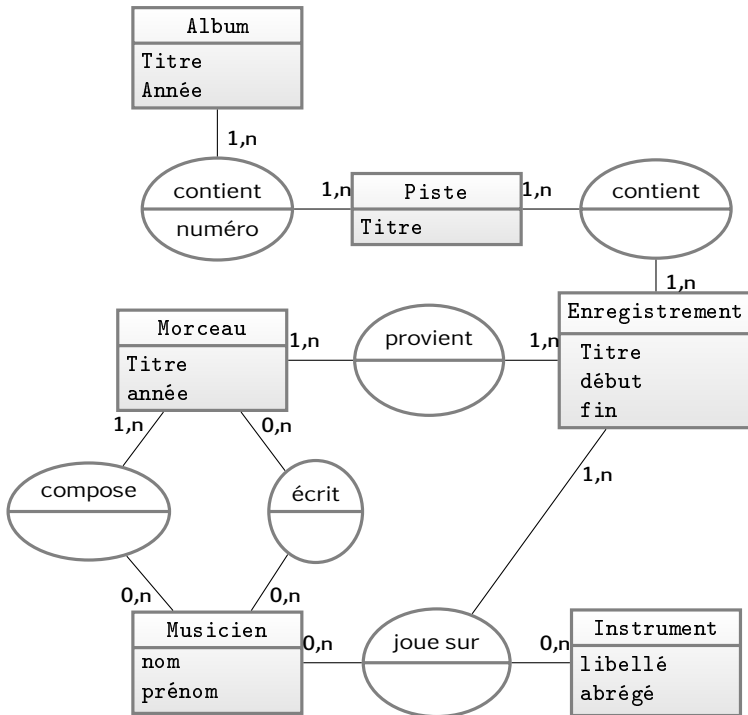 Album
Titre
Année
1,n
contient
numéro
1,n
Piste
Titre
1,n
contient
1,n
Enregistrement
Titre
début
fin
Morceau
Titre
année
1,n
provient
1,n
1,n
0,n
1,n
compose
écrit
0,n
0,n
Musicien
nom
prénom
0,n
joue sur
0,n
Instrument
libellé
abrégé